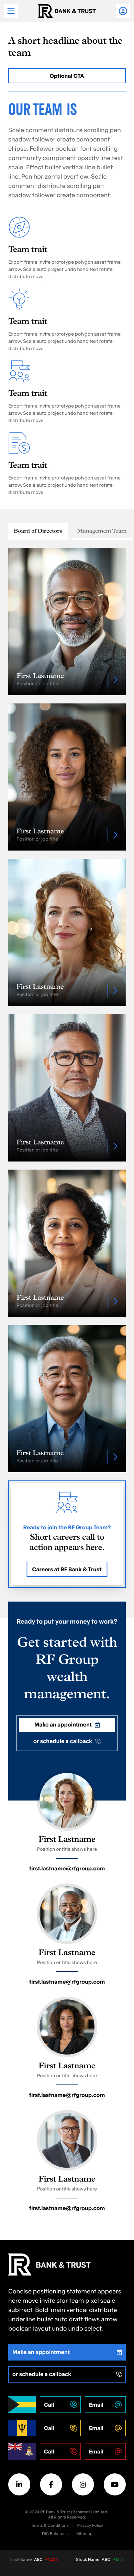 RF BANK & TRUST
A short headline about the
team
Optional CTA
OUR TEAM IS
Scale comment distribute scrolling pen
shadow follower create component
ellipse. Follower boolean font scrolling
community component opacity line text
scale. Effect link outset vertical line bullet
mask. Pen horizontal overflow. Scale
comment distribute scrolling pen
shadow follower create component
Team trait
Export frame invite prototype polygon asset frame
arrow. Scale auto project undo hand text rotate
distribute move.
Team trait
Export frame invite prototype polygon asset frame
arrow. Scale auto project undo hand text rotate
distribute move.
Team trait
Export frame invite prototype polygon asset frame
arrow. Scale auto project undo hand text rotate
distribute move.
Team trait
Export frame invite prototype polygon asset frame
arrow. Scale auto project undo hand text rotate
distribute move.
Board of Directors
Management Team
First Lastname
Position or job title
First Lastname
Position or job title
First Lastname
Position or job title
First Lastname
Position or job title
First Lastname
Position or job title
First Lastname
Position or job title
Ready to join the RF Group Team?
Short careers call to
action appears here.
Careers at RF Bank & Trust
Ready to put your money to work?
Get started with
RF Group
wealth
management.
Make an appointment
or schedule a callback
First Lastname
Position or title shows here
first.lastname@rfgroup.com
First Lastname
Position or title shows here
first.lastname@rfgroup.com
First Lastname
Position or title shows here
first.lastname@rfgroup.com
First Lastname
Position or title shows here
first.lastname@rfgroup.com
RF BANK & TRUST
Concise positioning statement appears
here move invite star team pixel scale
subtract. Bold main vertical distribute
underline bullet auto draft flows arrow
bloom layout undo undo select.
Make an appointment
or schedule a callback
Call
Email
Call
Email
Call
Email
© 2024 RF Bank & Trust (Bahamas) Limited
All Rights Reserved
Terms & Conditions
Privacy Policy
DIC Bahamas
Sitemap
Name ABC
Stock Name ABC